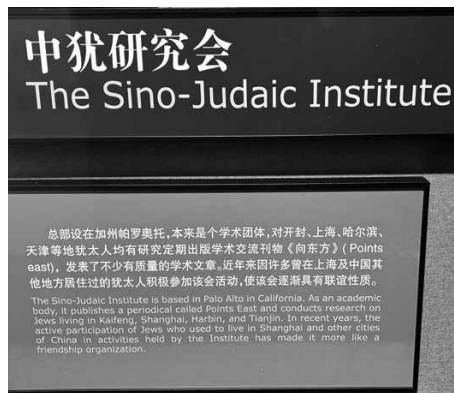 中犹研究会
The Sino-Judaic Institute
总部设在加州帕罗奥托，本来是个学术团体，对开封、上海、哈尔滨、
天津等地犹太人均有研究定期出版学术交流刊物《向东方》（Points
east)，发表了不少有质量的学术文章。近年来因许多曾在上海及中国其
他地方居住过的犹太人积极参加该会活动，使该会逐渐具有联谊性质。
The Sino-Judaic Institute is based in Palo Alto in California. As an academic
body, it publishes a periodical called Points East and conducts research on
Jews living in Kaifeng, Shanghai, Harbin, and Tianjin. In recent years, the
active participation of Jews who used to live in Shanghai and other cities
of China in activities held by the Institute has made it more like a
friendship organization.